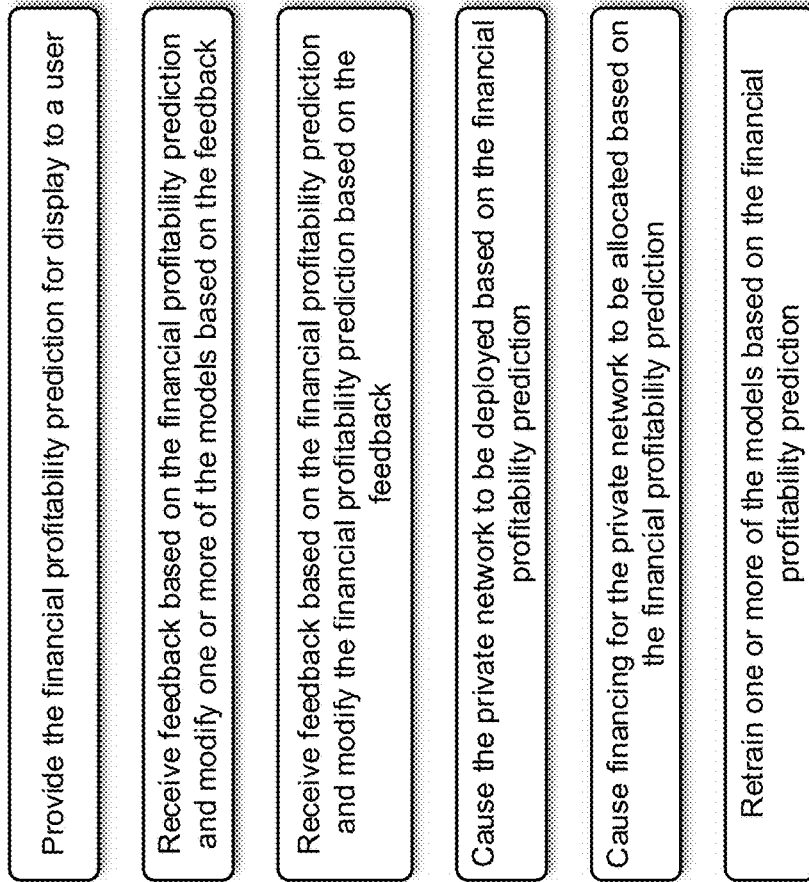 Provide the financial profitability prediction for display to a user
Receive feedback based on the financial profitability prediction
and modify one or more of the models based on the feedback
Receive feedback based on the financial profitability prediction
and modify the financial profitability prediction based on the
feedback
Cause the private network to be deployed based on the financial
profitability prediction
Cause financing for the private network to be allocated based on
the financial profitability prediction
Retrain one or more of the models based on the financial
profitability prediction